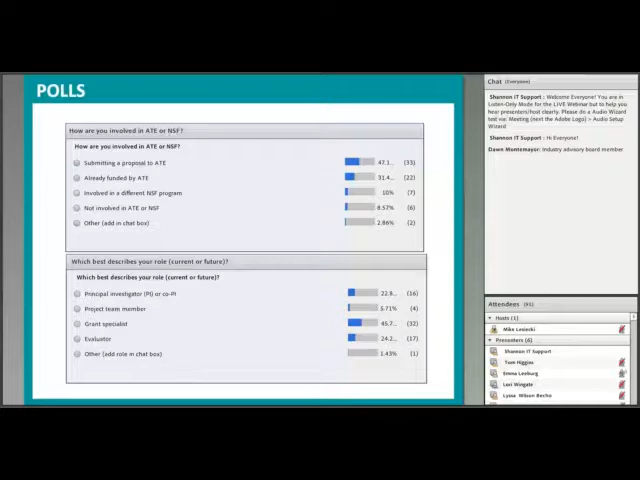 POLLS
How are you involved in ATE or NSF?
How are you involved in ATE or NSF?
Submitting a proposal to ATE 47.1... (33)
Already funded by ATE 31.4... (22)
Involved in a different NSF program 10% (7)
Not involved in ATE or NSF 8.57% (6)
Other (add in chat box) 2.86% (2)
Which best describes your role (current or future)?
Which best describes your role (current or future)?
Principal investigator (PI) or co-PI 22.8... (16)
Project team member 5.71% (4)
Grant specialist 45.7... (32)
Evaluator 24.2... (17)
Other (add role in chat box) 1.43% (1)
Chat (Everyone)
Shannon IT Support: Welcome Everyone! You are in
Listen-Only Mode for the LIVE Webinar but to help you
hear presenters/host clearly. Please do a Audio Wizard
test via: Meeting (next the Adobe Logo) > Audio Setup
Wizard
Shannon IT Support: Hi Everyone!
Dawn Montemayor: Industry advisory board member
Attendees (91)
Hosts (1)
Mike Lesiecki
Presenters (6)
Shannon IT Support
Tom Higgins
Emma Leeburg
Lori Wingate
Lyssa Wilson Becho